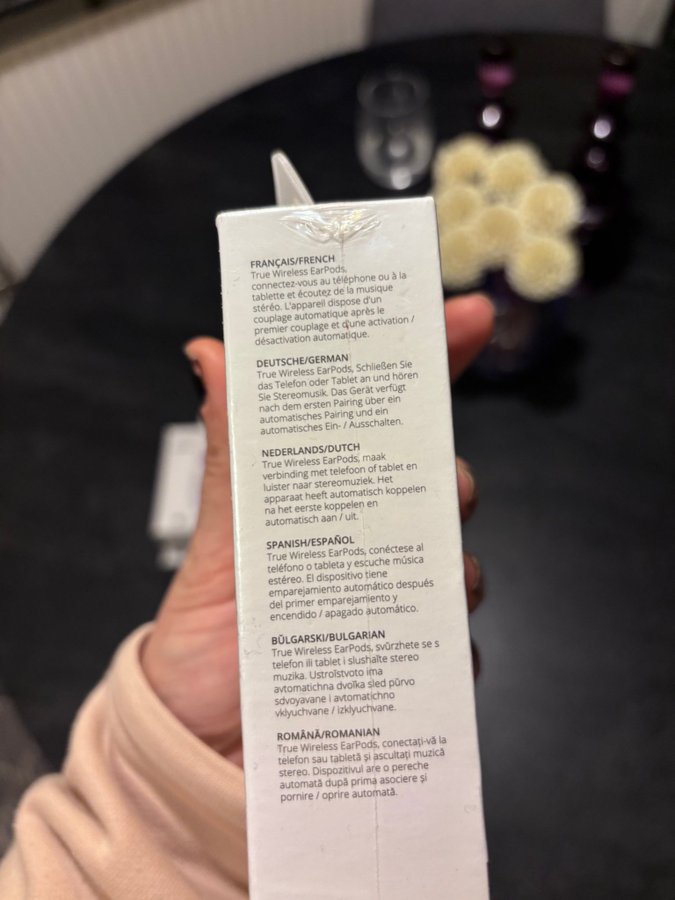 FRANÇAIS/FRENCH
True Wireless EarPods,
connectez-vous au téléphone ou à la
tablette et écoutez de la musique
stéréo. L'appareil dispose d'un
couplage automatique après le
premier couplage et d'une activation /
désactivation automatique.
DEUTSCHE/GERMAN
True Wireless EarPods, Schließen Sie
das Telefon oder Tablet an und hören
Sie Stereomusik. Das Gerät verfügt
nach dem ersten Pairing über ein
automatisches Pairing und ein
automatisches Ein- / Ausschalten.
NEDERLANDS/DUTCH
True Wireless EarPods, maak
verbinding met telefoon of tablet en
luister naar stereomuziek. Het
apparaat heeft automatisch koppelen
na het eerste koppelen en
automatisch aan / uit.
SPANISH/ESPAÑOL
True Wireless EarPods, conéctese al
teléfono o tableta y escuche música
estéreo. El dispositivo tiene
emparejamiento automático después
del primer emparejamiento y
encendido / apagado automático.
BŬLGARSKI/BULGARIAN
True Wireless EarPods, svŭrzhete se s
telefon ili tablet i slushaĭte stereo
muzika. Ustroĭstvoto ima
avtomatichna dvoĭka sled pŭrvo
sdvoyavane i avtomatichno
vklyuchvane / izklyuchvane.
ROMÂNĂ/ROMANIAN
True Wireless EarPods, conectați-vă la
telefon sau tabletă și ascultați muzică
stereo. Dispozitivul are o pereche
automată după prima asociere și
pornire / oprire automată.